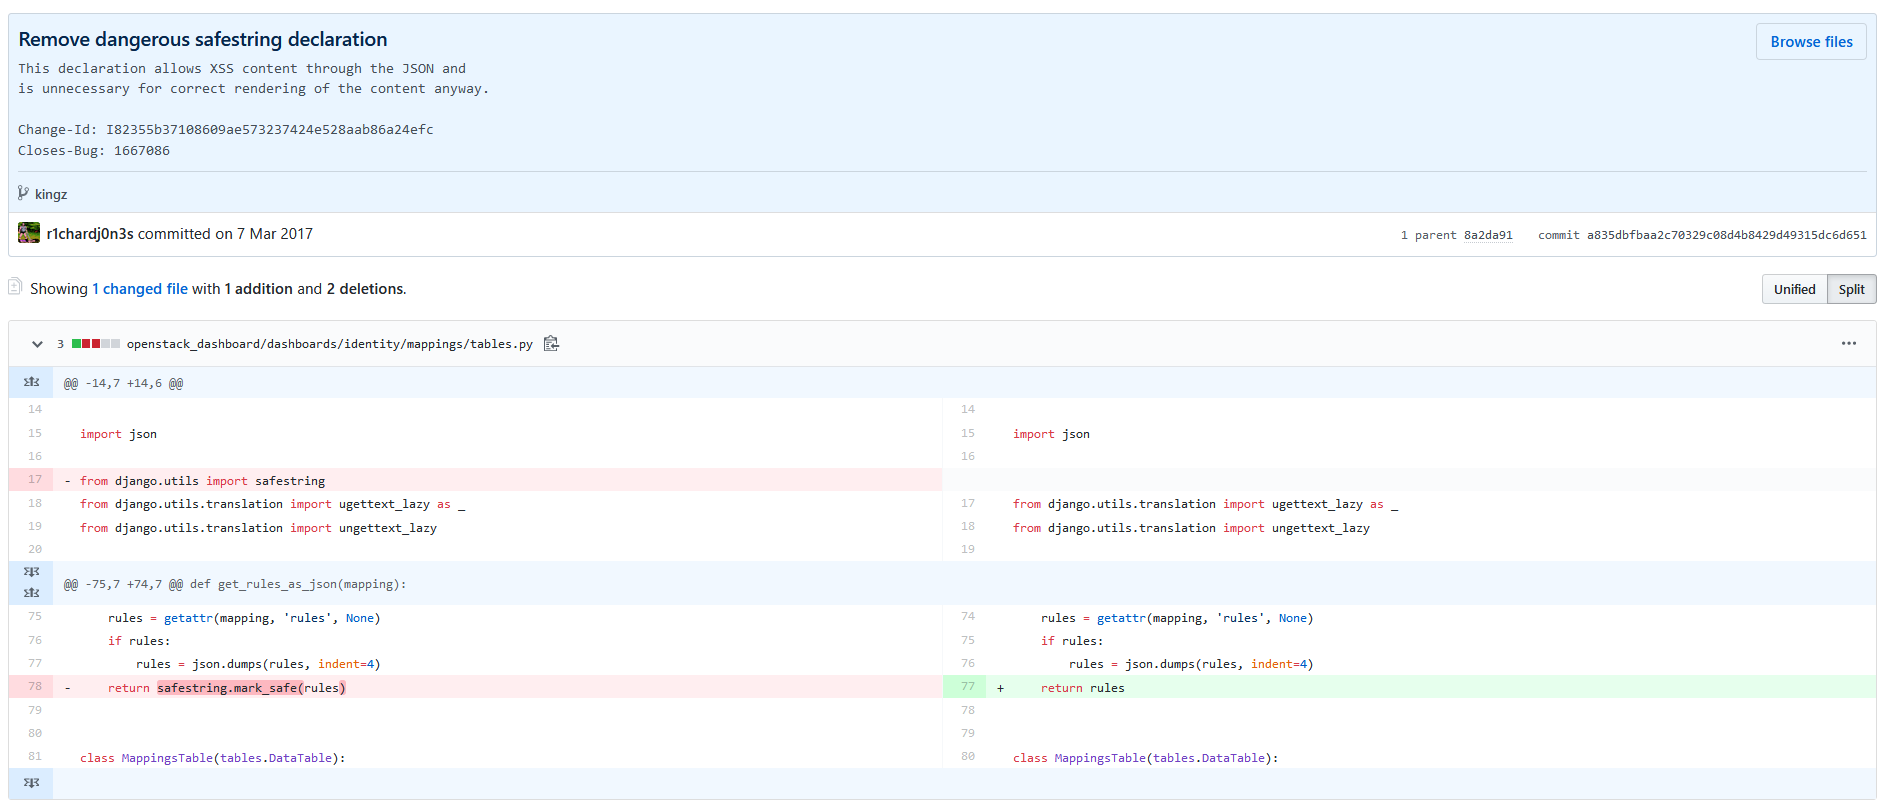 Remove dangerous safestring declaration
Browse files
This declaration allows XSS content through the JSON and
is unnecessary for correct rendering of the content anyway.
Change-Id: I82355b37108609ae573237424e528aab86a24efc
Closes-Bug: 1667086
kingz
r1chardj0n3s committed on 7 Mar 2017
1 parent 8a2da91 commit a835dbfbaa2c70329c08d4b8429d49315dc6d651
Showing 1 changed file with 1 addition and 2 deletions.
Unified Split
3 openstack_dashboard/dashboards/identity/mappings/tables.py
@@ -14,7 +14,6 @@
14 14
15 import json 15 import json
16 16
17 - from django.utils import safestring
18 from django.utils.translation import ugettext_lazy as _ 17 from django.utils.translation import ugettext_lazy as _
19 from django.utils.translation import ungettext_lazy 18 from django.utils.translation import ungettext_lazy
20 19
@@ -75,7 +74,7 @@ def get_rules_as_json(mapping):
75 rules = getattr(mapping, 'rules', None) 74 rules = getattr(mapping, 'rules', None)
76 if rules: 75 if rules:
77 rules = json.dumps(rules, indent=4) 76 rules = json.dumps(rules, indent=4)
78 - return safestring.mark_safe(rules) 77 + return rules
79 78
80 79
81 class MappingsTable(tables.DataTable): 80 class MappingsTable(tables.DataTable):